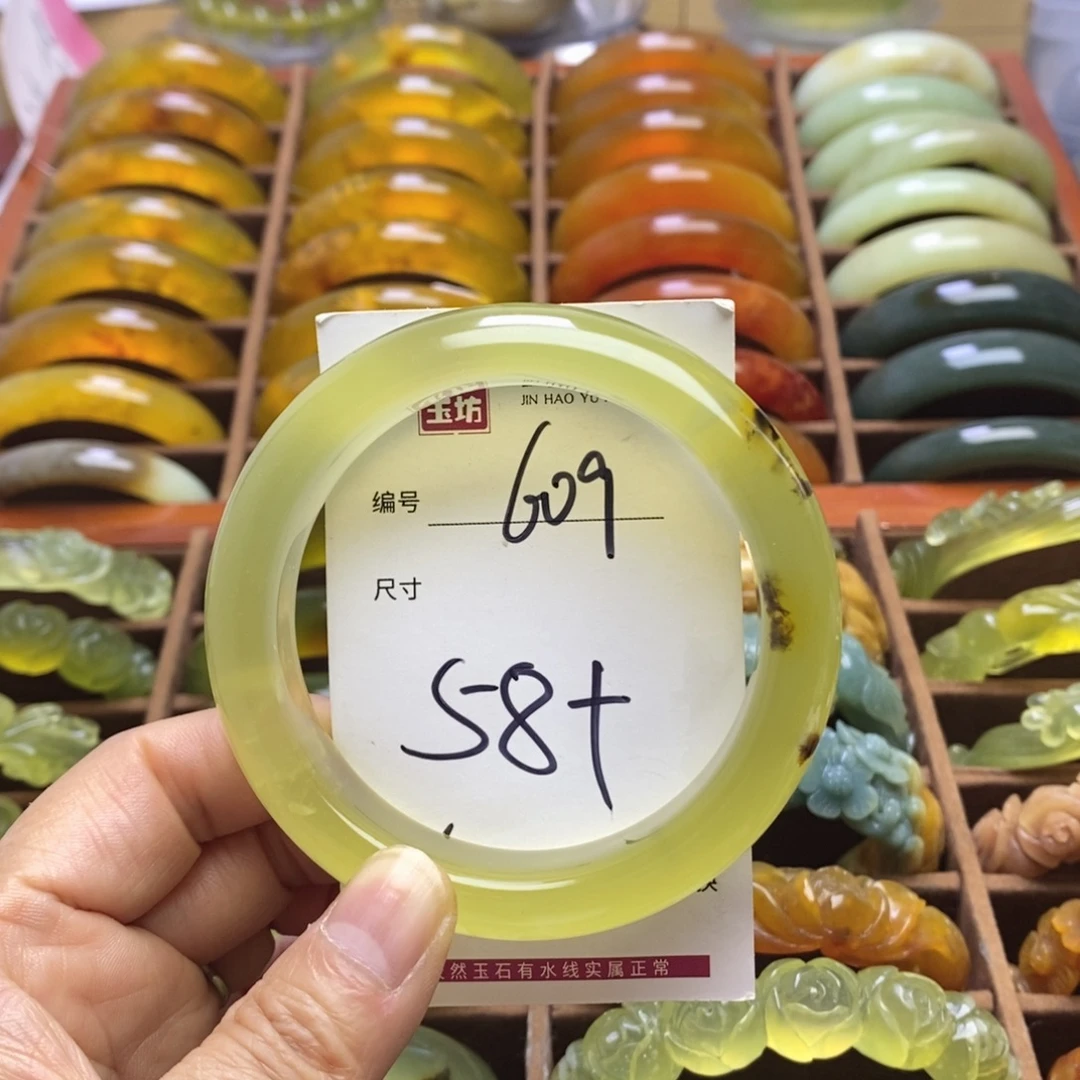 玉坊
JIN HAO YU
编号 609
尺寸
58+
然玉石有水线实属正常